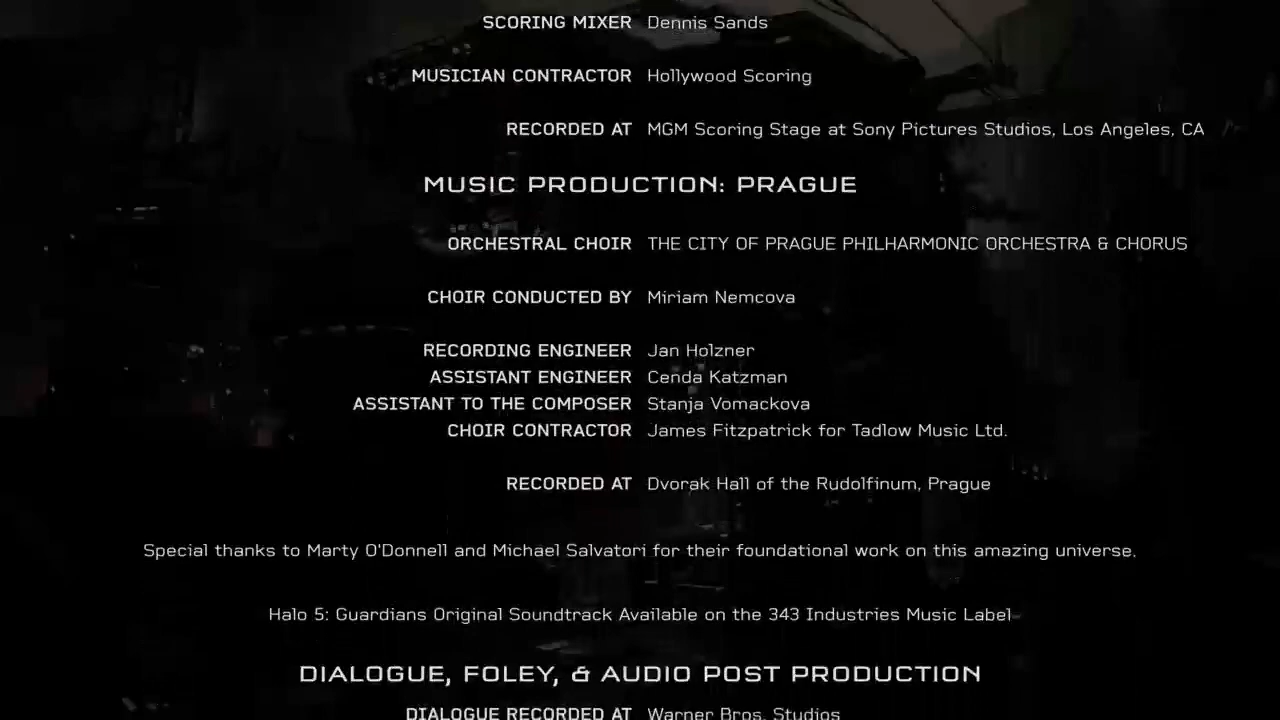 SCORING MIXER Dennis Sands
MUSICIAN CONTRACTOR Hollywood Scoring
RECORDED AT MGM Scoring Stage at Sony Pictures Studios, Los Angeles, CA
MUSIC PRODUCTION: PRAGUE
ORCHESTRAL CHOIR THE CITY OF PRAGUE PHILHARMONIC ORCHESTRA & CHORUS
CHOIR CONDUCTED BY Miriam Nemcova
RECORDING ENGINEER Jan Holzner
ASSISTANT ENGINEER Cenda Katzman
ASSISTANT TO THE COMPOSER Stanja Vomackova
CHOIR CONTRACTOR James Fitzpatrick for Tadlow Music Ltd.
RECORDED AT Dvorak Hall of the Rudolfinum, Prague
Special thanks to Marty O'Donnell and Michael Salvatori for their foundational work on this amazing universe.
Halo 5: Guardians Original Soundtrack Available on the 343 Industries Music Label
DIALOGUE, FOLEY, & AUDIO POST PRODUCTION
DIALOGUE RECORDED AT Warner Bros. Studios